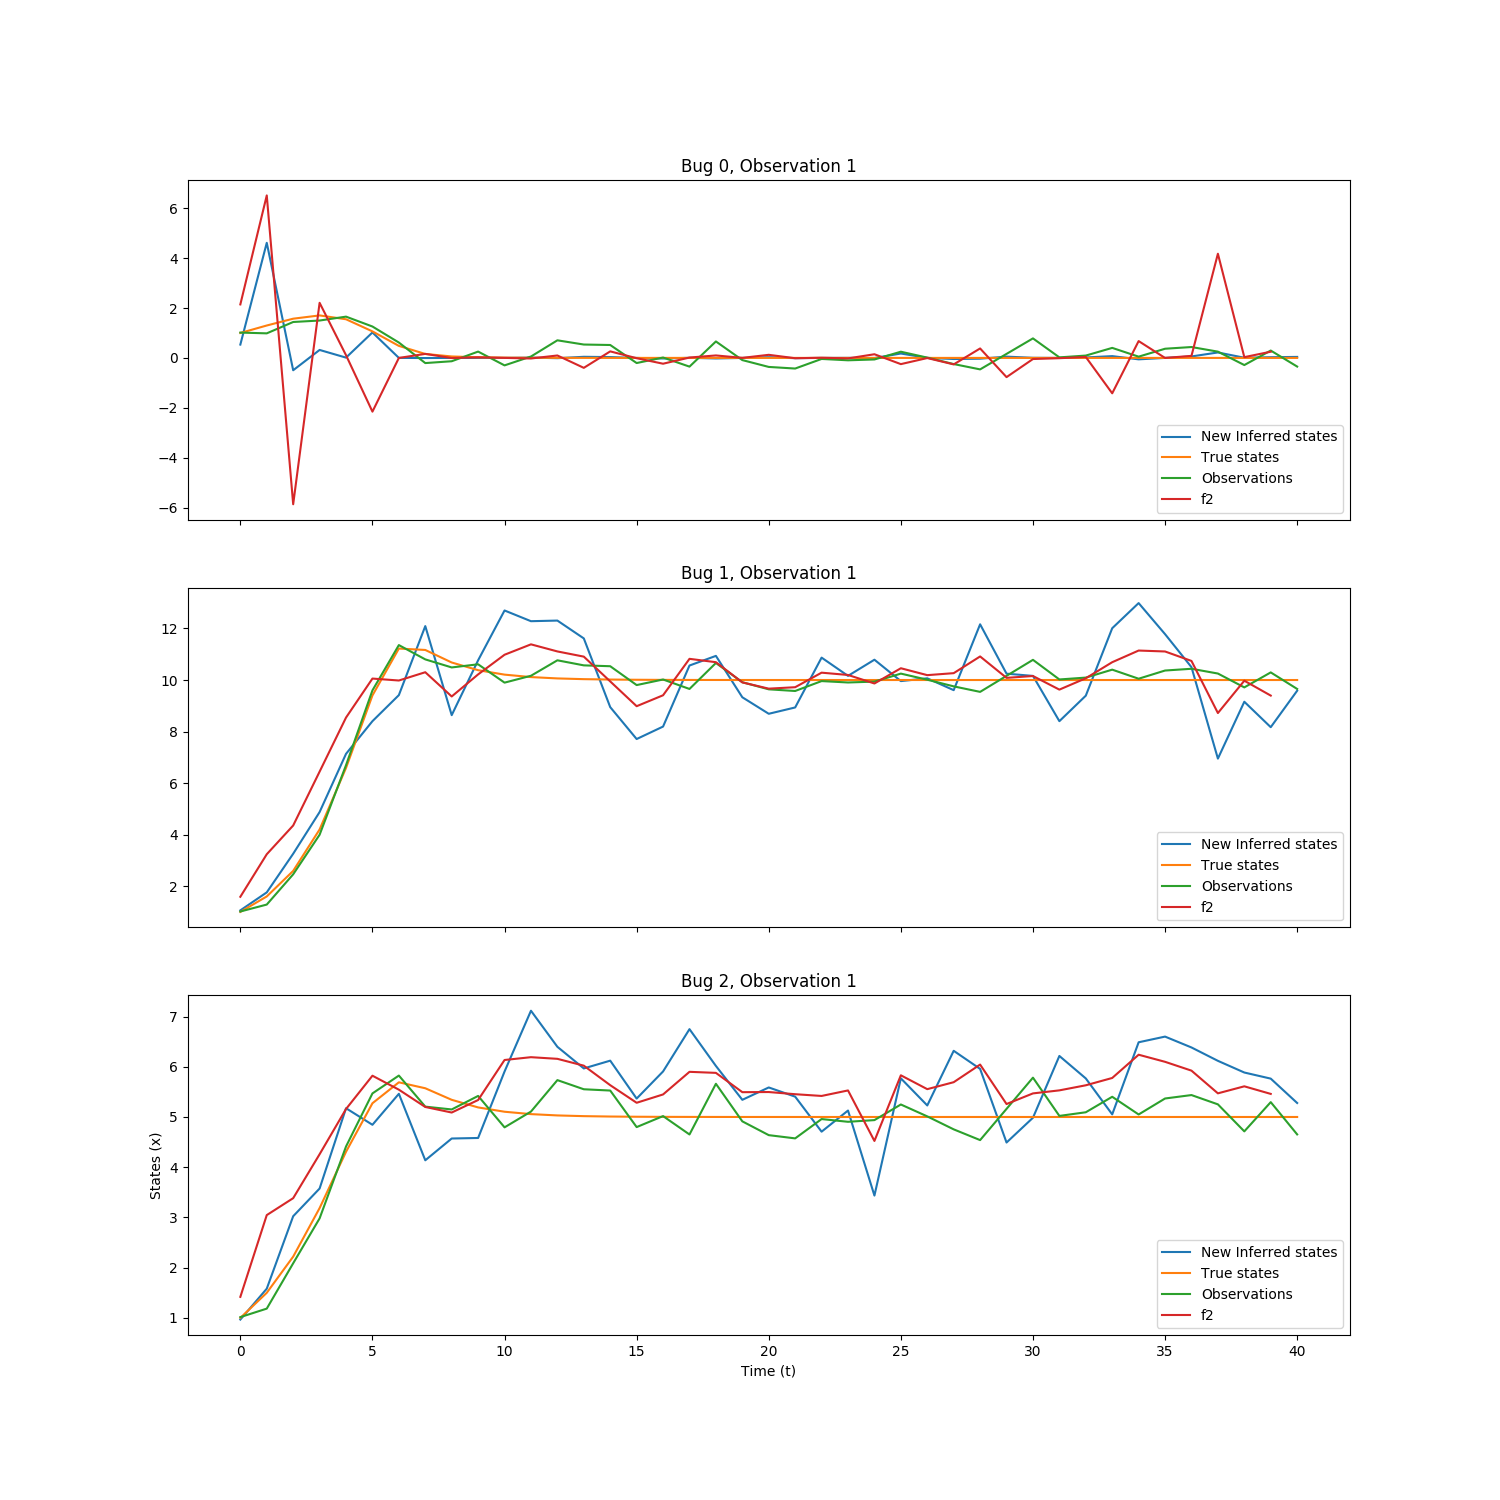 Bug 0, Observation 1
6
4
2
0
−2
−4
−6
New Inferred states
True states
Observations
f2
Bug 1, Observation 1
12
10
8
6
4
2
New Inferred states
True states
Observations
f2
Bug 2, Observation 1
7
6
5
4
3
2
1
States (x)
New Inferred states
True states
Observations
f2
0 5 10 15 20 25 30 35 40
Time (t)